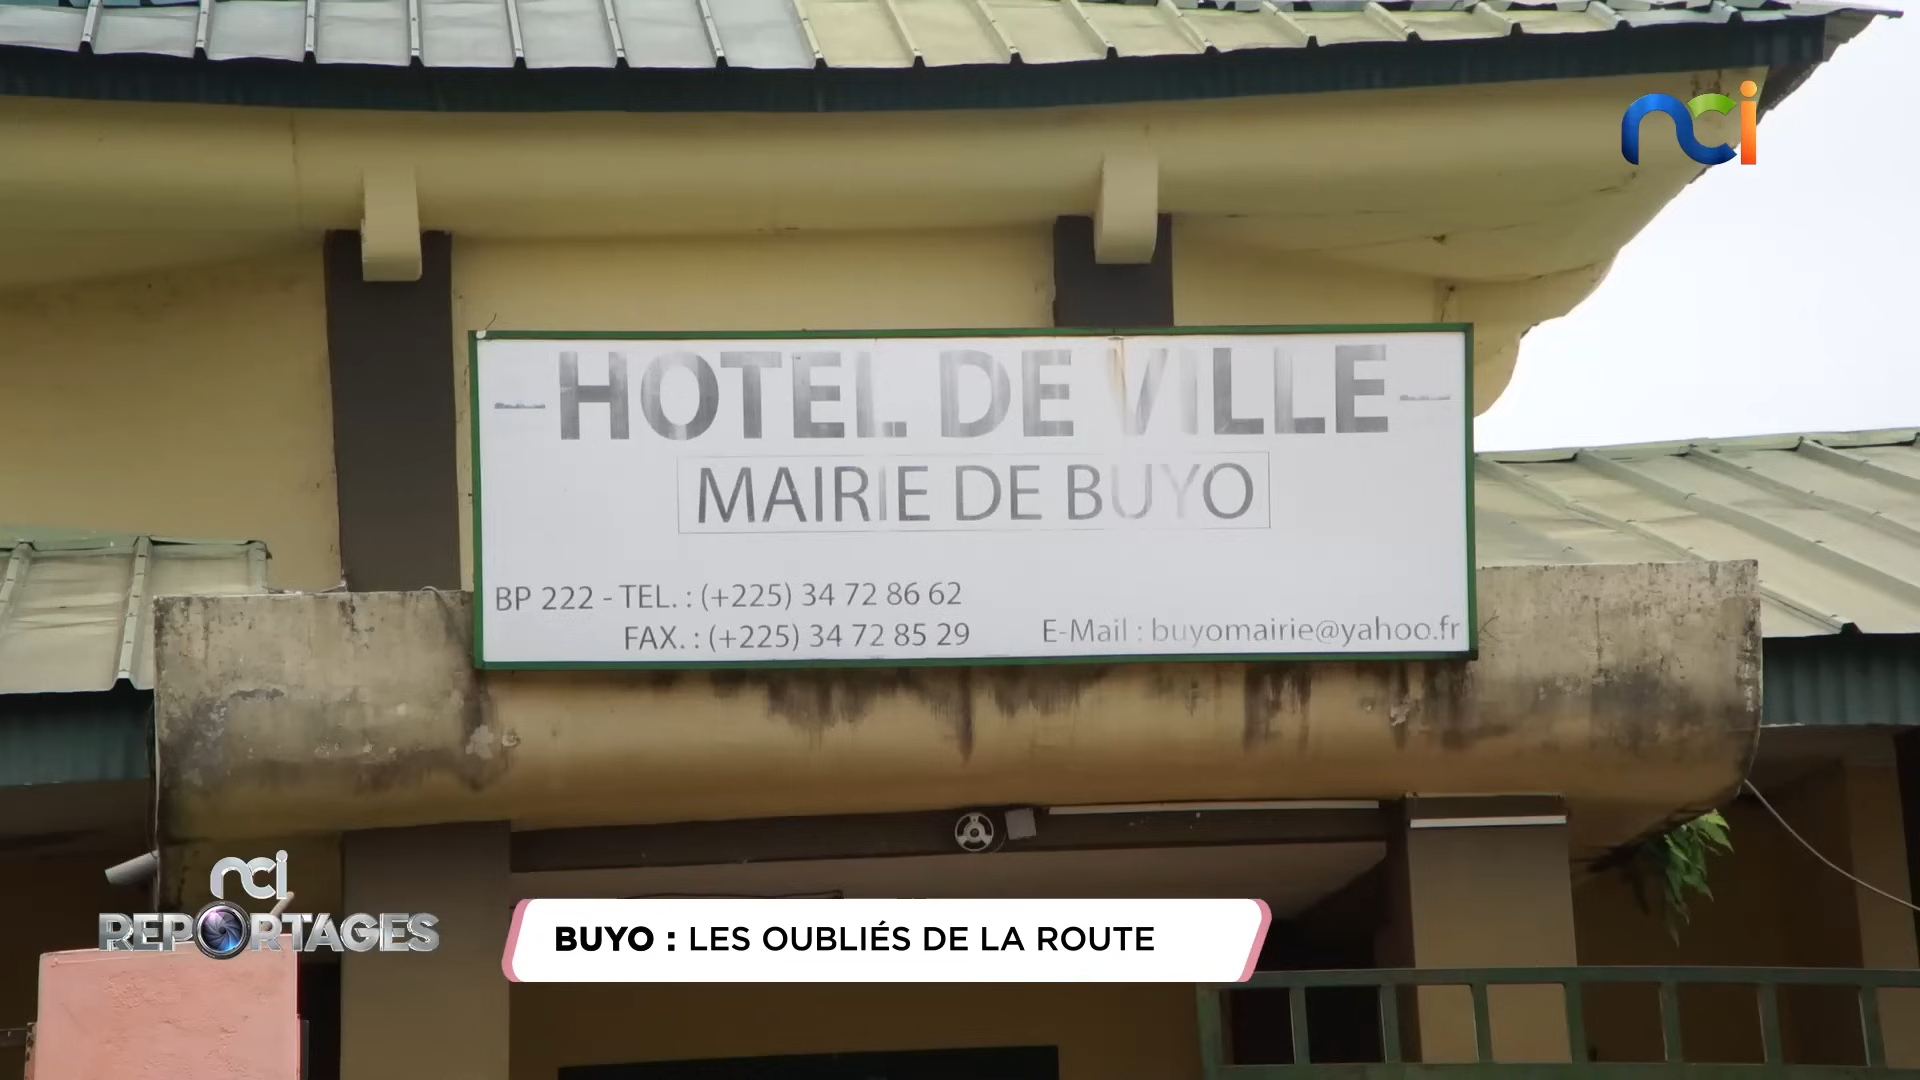 nci
HOTEL DE VILLE
MAIRIE DE BUYO
BP 222 - TEL. : (+225) 34 72 86 62
FAX. : (+225) 34 72 85 29
E-Mail : buyomairie@yahoo.fr
nci
REPORTAGES
BUYO : LES OUBLIÉS DE LA ROUTE